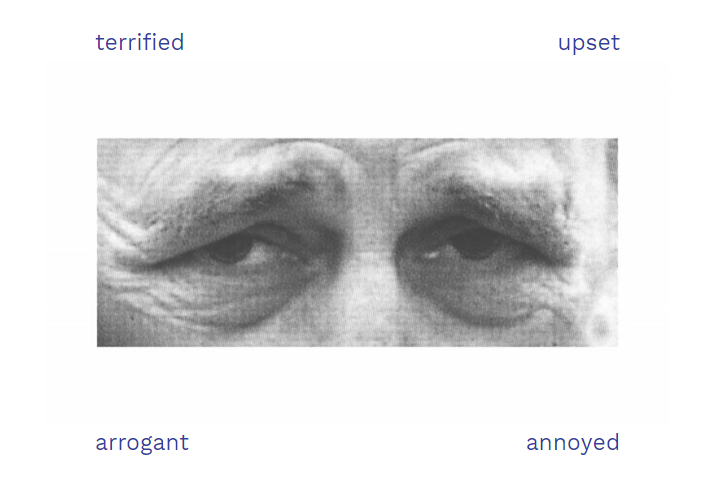 terrified
upset
arrogant
annoyed